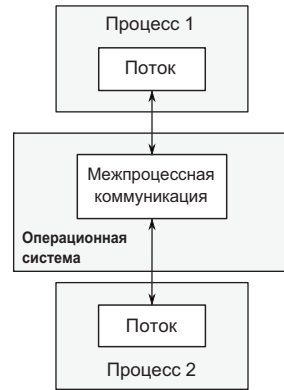 Процесс 1
Поток
Межпроцессная
коммуникация
Операционная
система
Поток
Процесс 2